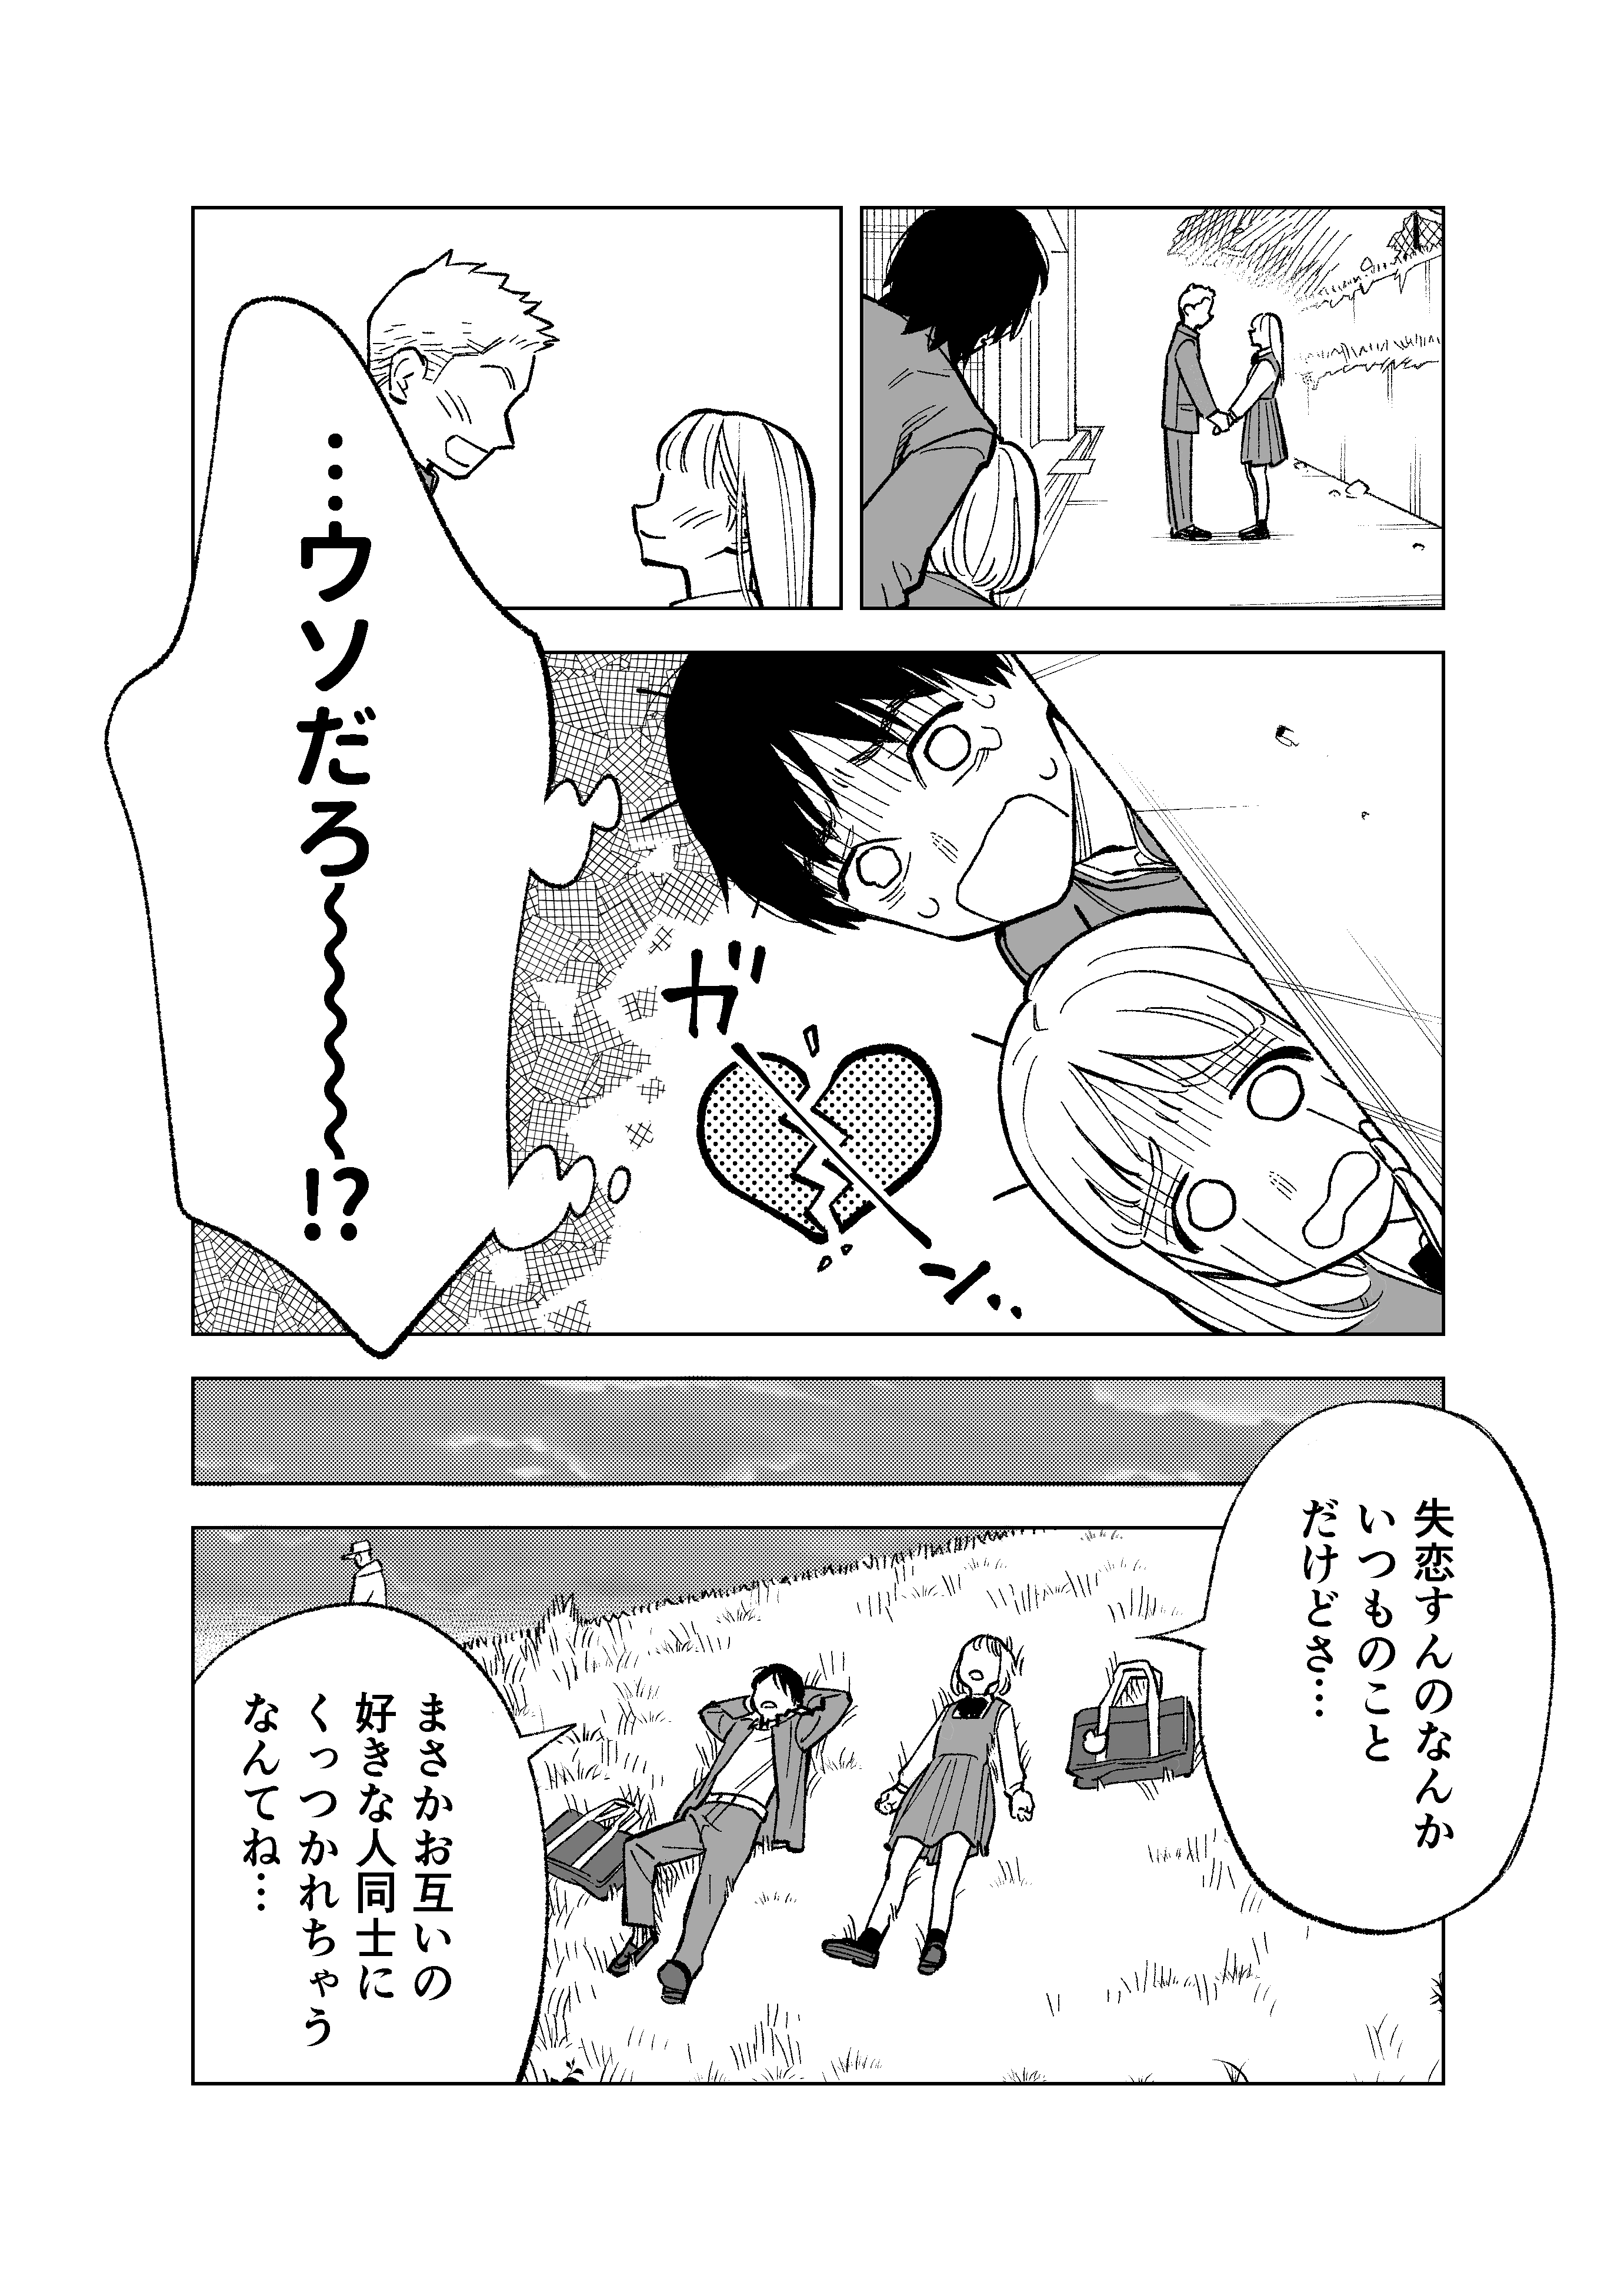 …ウソだろ〜〜〜〜〜〜!?
ガーン‥
失恋すんのなんか
いつものこと
だけどさ…
まさかお互いの
好きな人同士に
くっつかれちゃう
なんてね…